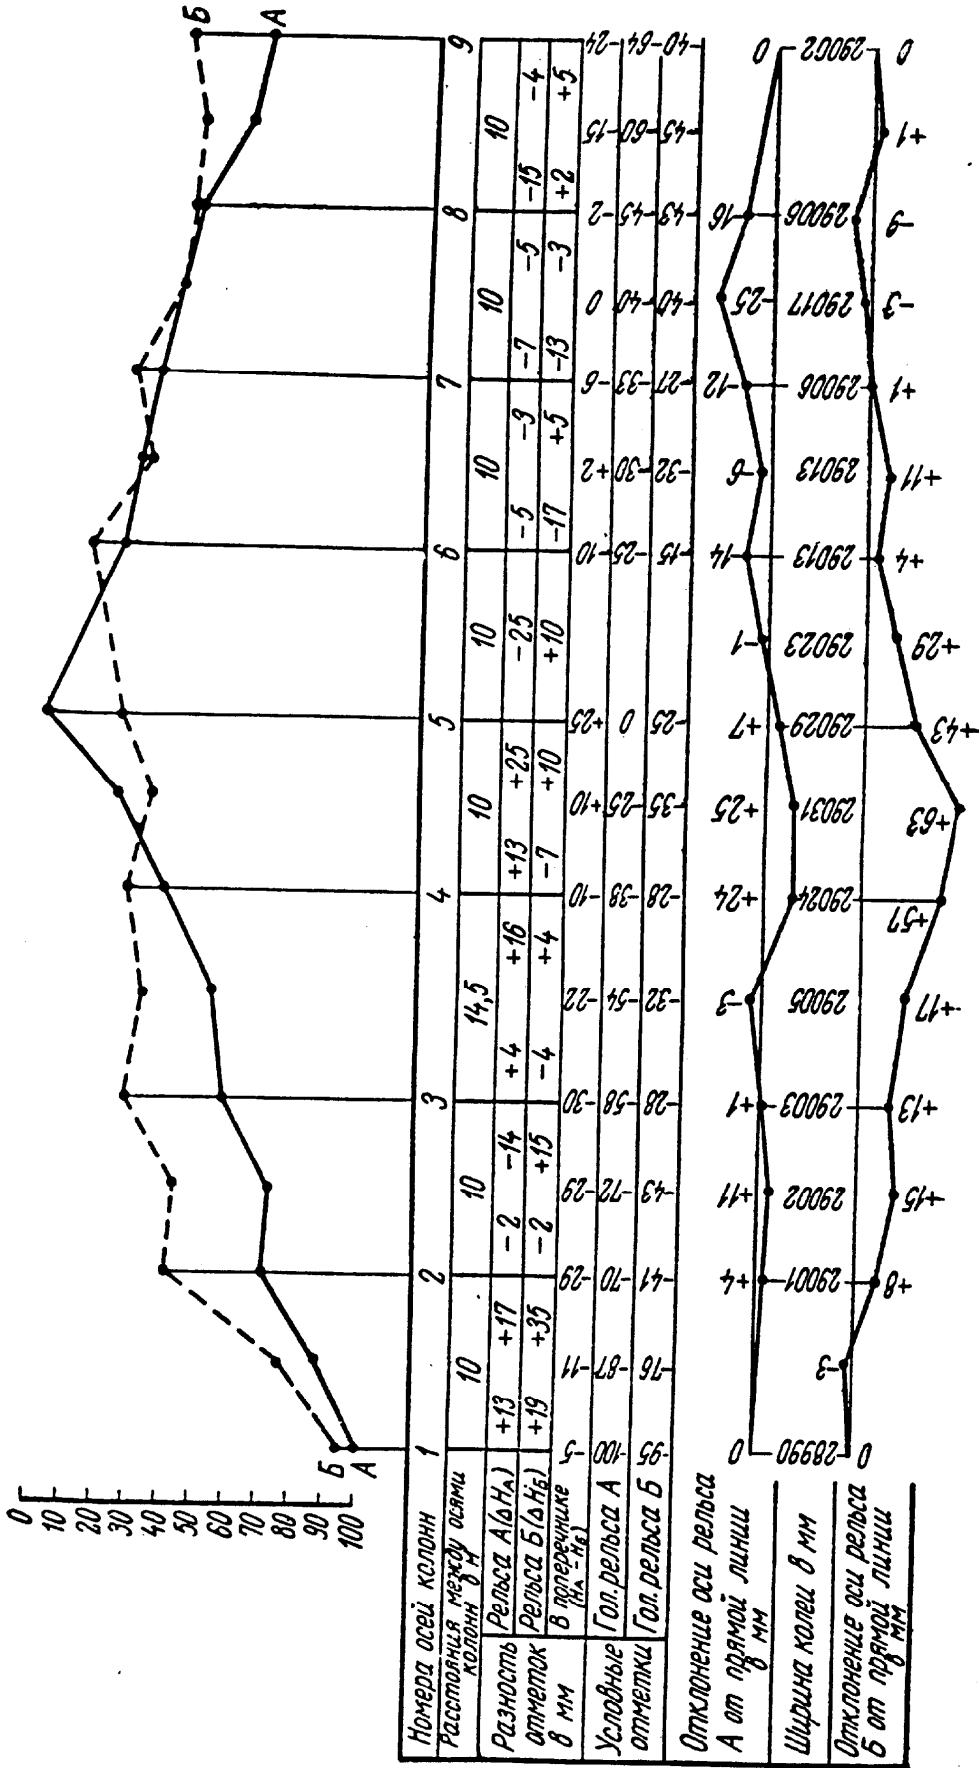 0
10
20
30
40
50
60
70
80
90
100
Б
А
Б
А
Номера осей колонн 1 2 3 4 5 6 7 8 9
Расстояния между осями
колонн в м 10 10 14,5 10 10 10 10 10
Разность
отметок
в мм
Рельса А(ΔHА) +13 +17 -2 -14 +4 +16 +13 +25 -25 -5 -3 -7 -5 -15 -4
Рельса Б(ΔHБ) +19 +35 -2 +15 -4 +4 -7 +10 +10 -17 +5 -13 -3 +2 +5
В поперечнике
(HА - HБ) -5 -11 -29 -29 -30 -22 -10 +10 +25 -10 +2 -6 0 -2 -15 -24
Условные
отметки
Гол. рельса А -100 -87 -70 -72 -58 -54 -38 -25 0 -25 -30 -33 -40 -45 -60 -64
Гол. рельса Б -95 -76 -41 -43 -28 -32 -28 -35 -25 -15 -32 -27 -40 -43 -45 -40
Отклонение оси рельса
А от прямой линии
в мм 0 +4 +11 +1 -3 +24 +25 +7 -1 -14 -6 -12 -25 -16 0
Ширина колеи в мм 28990 29001 29002 29003 29005 29024 29031 29029 29023 29013 29013 29006 29017 29006 29002
Отклонение оси рельса
Б от прямой линии
в мм 0 -3 +8 +15 +13 +17 +57 +63 +43 +29 +4 +11 +1 -3 -9 +1 0